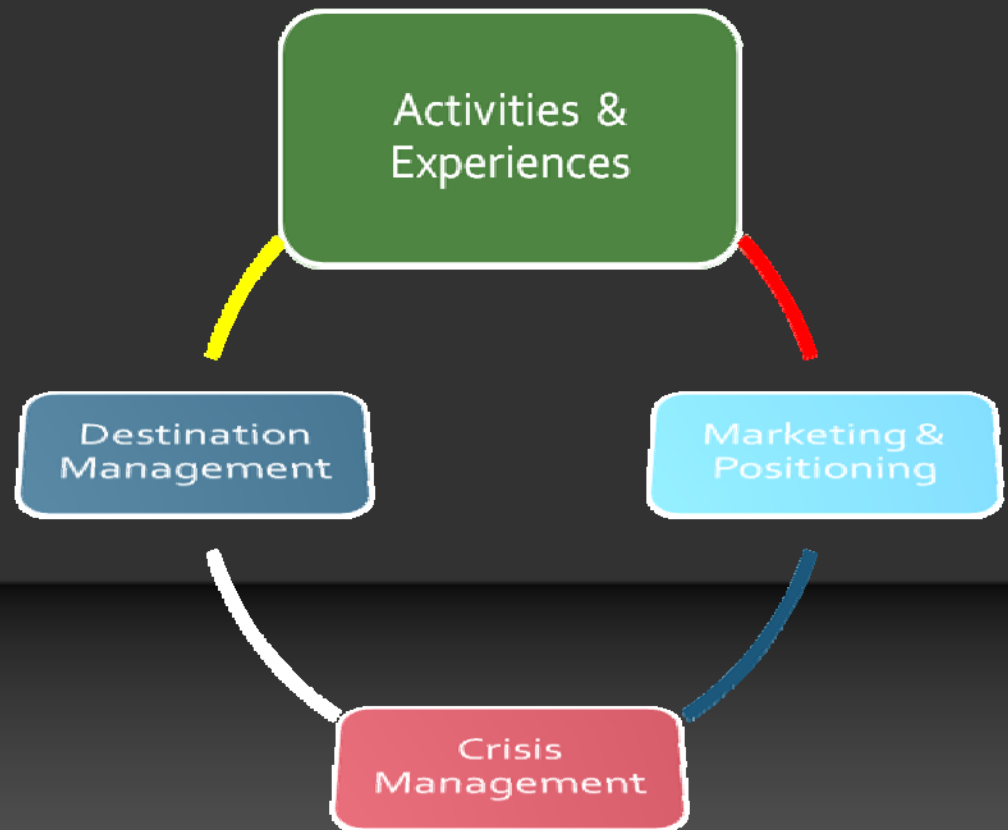 Activities &
Experiences
Destination
Management
Marketing &
Positioning
Crisis
Management